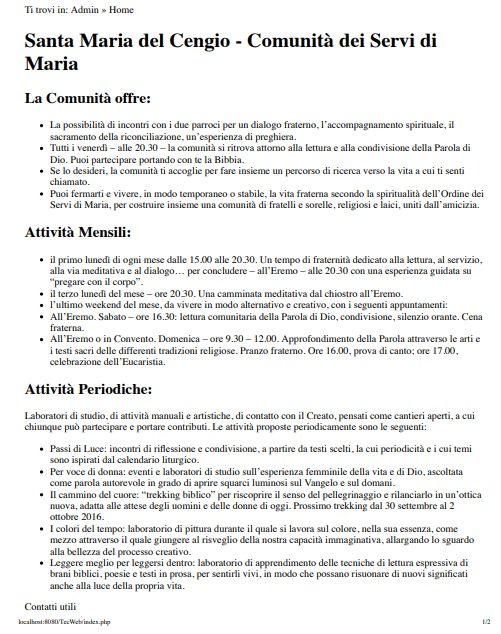 Ti trovi in: Admin » Home
Santa Maria del Cengio - Comunità dei Servi di
Maria
La Comunità offre:
• La possibilità di incontri con i due parroci per un dialogo fraterno, l'accompagnamento spirituale, il
sacramento della riconciliazione, un'esperienza di preghiera.
• Tutti i venerdì – alle 20.30 – la comunità si ritrova attorno alla lettura e alla condivisione della Parola di
Dio. Puoi partecipare portando con te la Bibbia.
• Se lo desideri, la comunità ti accoglie per fare insieme un percorso di ricerca verso la vita a cui ti senti
chiamato.
• Puoi fermarti e vivere, in modo temporaneo o stabile, la vita fraterna secondo la spiritualità dell'Ordine dei
Servi di Maria, per costruire insieme una comunità di fratelli e sorelle, religiosi e laici, uniti dall'amicizia.
Attività Mensili:
• il primo lunedì di ogni mese dalle 15.00 alle 20.30. Un tempo di fraternità dedicato alla lettura, al servizio,
alla via meditativa e al dialogo… per concludere – all'Eremo – alle 20.30 con una esperienza guidata su
“pregare con il corpo”.
• il terzo lunedì del mese – ore 20.30. Una camminata meditativa dal chiostro all'Eremo.
• l'ultimo weekend del mese, da vivere in modo alternativo e creativo, con i seguenti appuntamenti:
• All'Eremo. Sabato – ore 16.30: lettura comunitaria della Parola di Dio, condivisione, silenzio orante. Cena
fraterna.
• All'Eremo o in Convento. Domenica – ore 9.30 – 12.00. Approfondimento della Parola attraverso le arti e
i testi sacri delle differenti tradizioni religiose. Pranzo fraterno. Ore 16.00, prova di canto; ore 17.00,
celebrazione dell'Eucaristia.
Attività Periodiche:
Laboratori di studio, di attività manuali e artistiche, di contatto con il Creato, pensati come cantieri aperti, a cui
chiunque può partecipare e portare contributi. Le attività proposte periodicamente sono le seguenti:
• Passi di Luce: incontri di riflessione e condivisione, a partire da testi scelti, la cui periodicità e i cui temi
sono ispirati dal calendario liturgico.
• Per voce di donna: eventi e laboratori di studio sull'esperienza femminile della vita e di Dio, ascoltata
come parola autorevole in grado di aprire squarci luminosi sul Vangelo e sul domani.
• Il cammino del cuore: “trekking biblico” per riscoprire il senso del pellegrinaggio e rilanciarlo in un'ottica
nuova, adatta alle attese degli uomini e delle donne di oggi. Prossimo trekking dal 30 settembre al 2
ottobre 2016.
• I colori del tempo: laboratorio di pittura durante il quale si lavora sul colore, nella sua essenza, come
mezzo attraverso il quale giungere al risveglio della nostra capacità immaginativa, allargando lo sguardo
alla bellezza del processo creativo.
• Leggere meglio per leggersi dentro: laboratorio di apprendimento delle tecniche di lettura espressiva di
brani biblici, poesie e testi in prosa, per sentirli vivi, in modo che possano risuonare di nuovi significati
anche alla luce della propria vita.
Contatti utili
localhost:8080/TecWeb/index.php 1/2